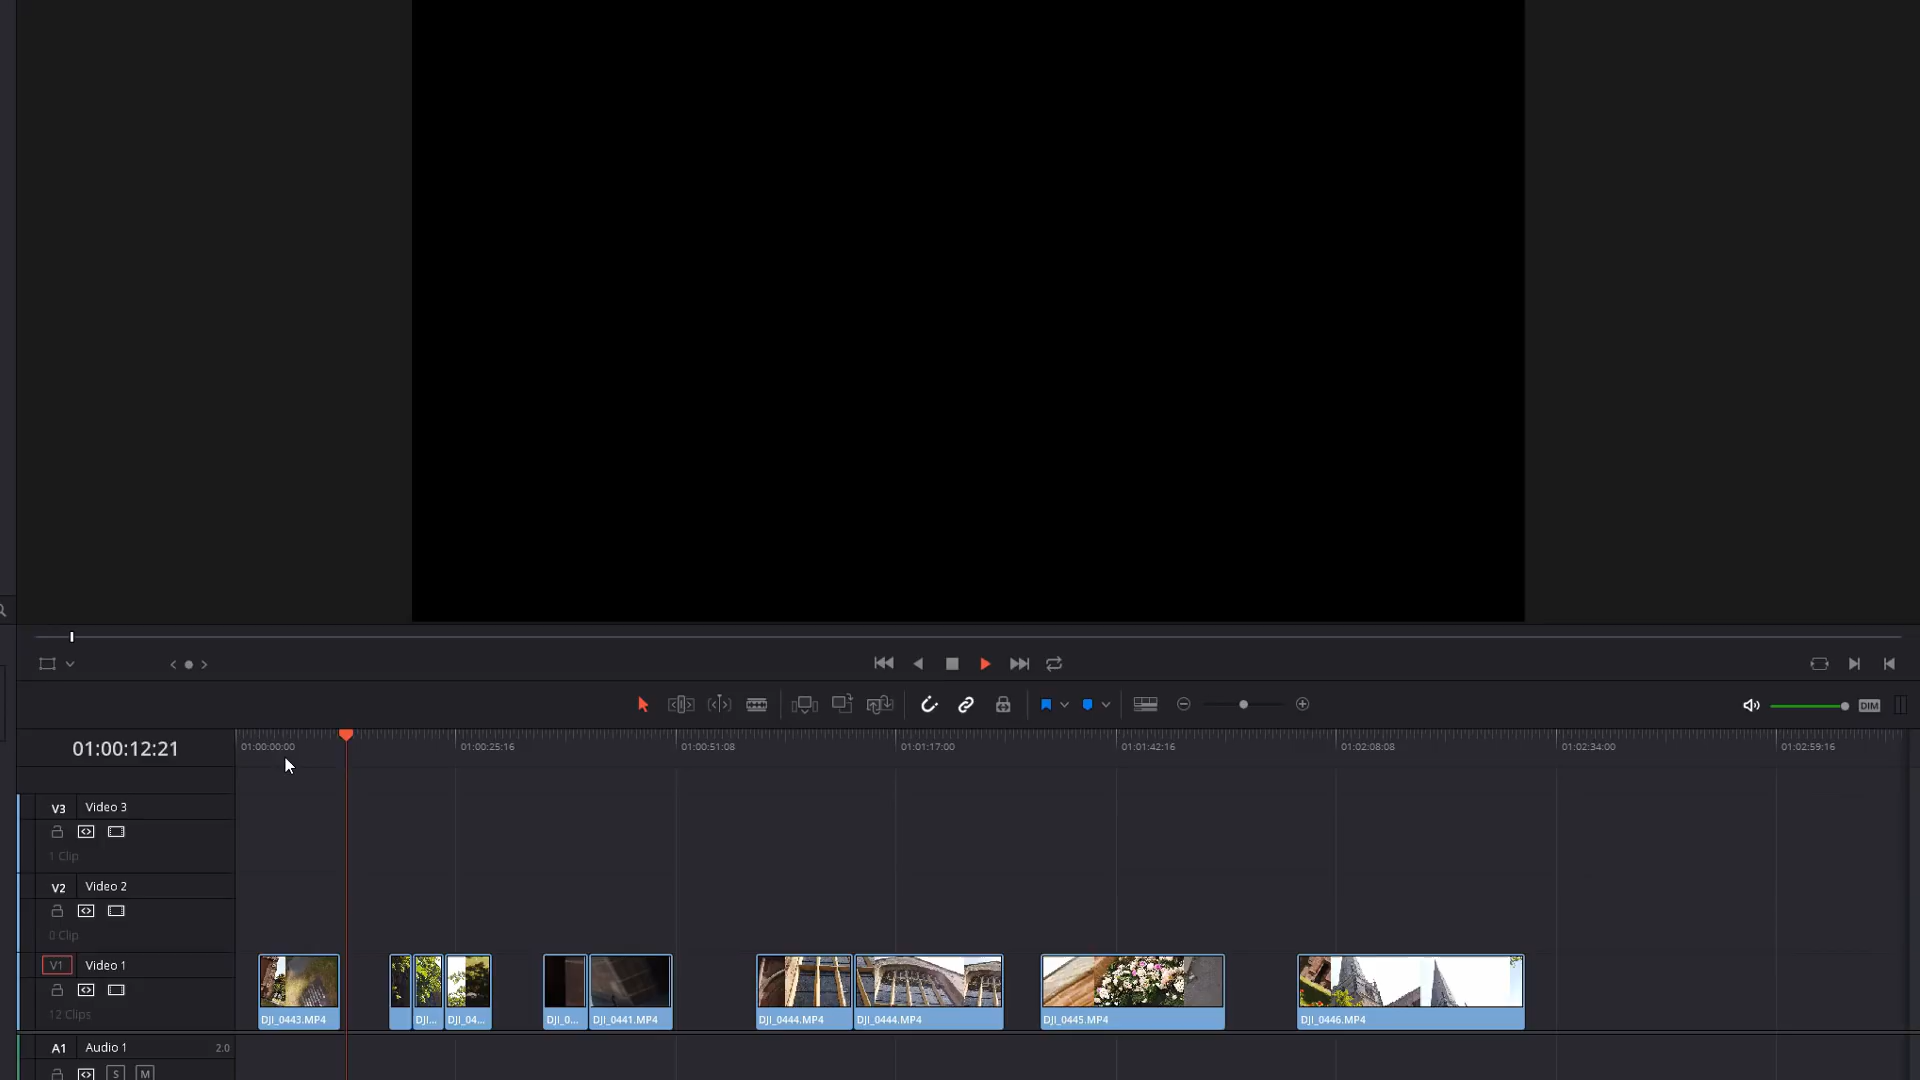 DIM
01:00:12:21
01:00:00:00
01:00:25:16
01:00:51:08
01:01:17:00
01:01:42:16
01:02:08:08
01:02:34:00
01:02:59:16
V3 Video 3
1 Clip
V2 Video 2
0 Clip
V1 Video 1
12 Clips
DJI_0443.MP4
DJI...
DJI_04...
DJI_0...
DJI_0441.MP4
DJI_0444.MP4
DJI_0444.MP4
DJI_0445.MP4
DJI_0446.MP4
A1 Audio 1 2.0
S M